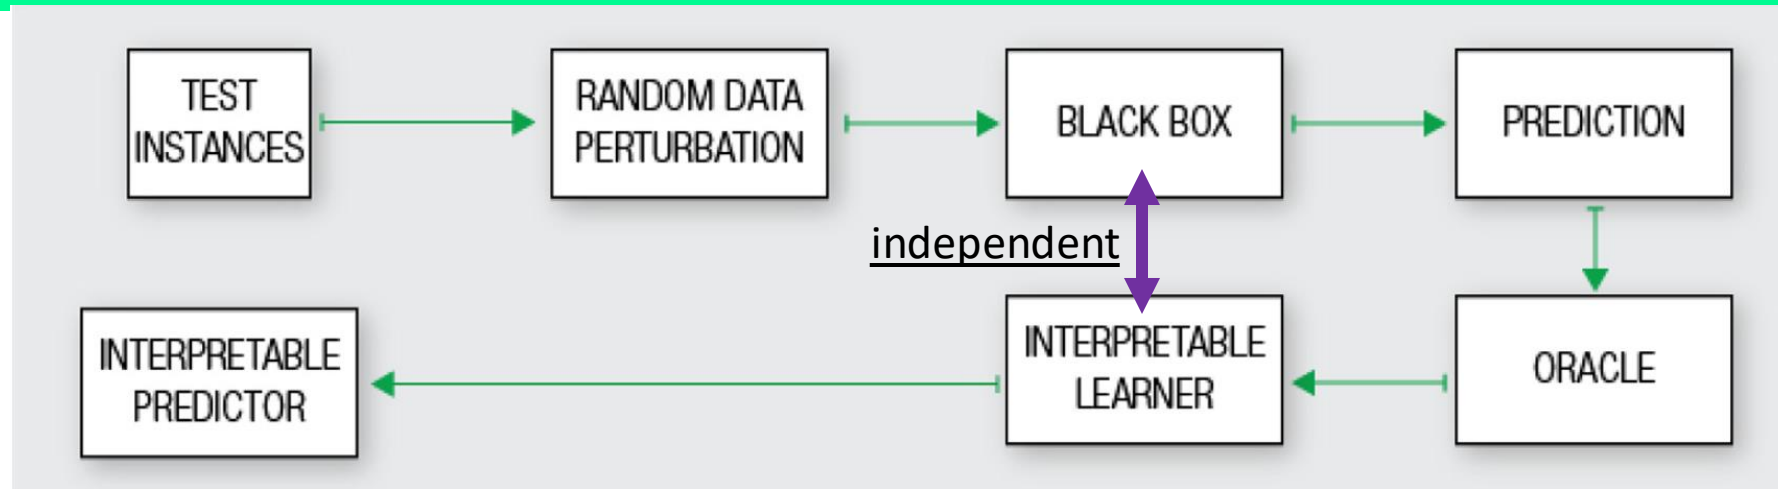 TEST
INSTANCES
RANDOM DATA
PERTURBATION
BLACK BOX
PREDICTION
independent
INTERPRETABLE
PREDICTOR
INTERPRETABLE
LEARNER
ORACLE